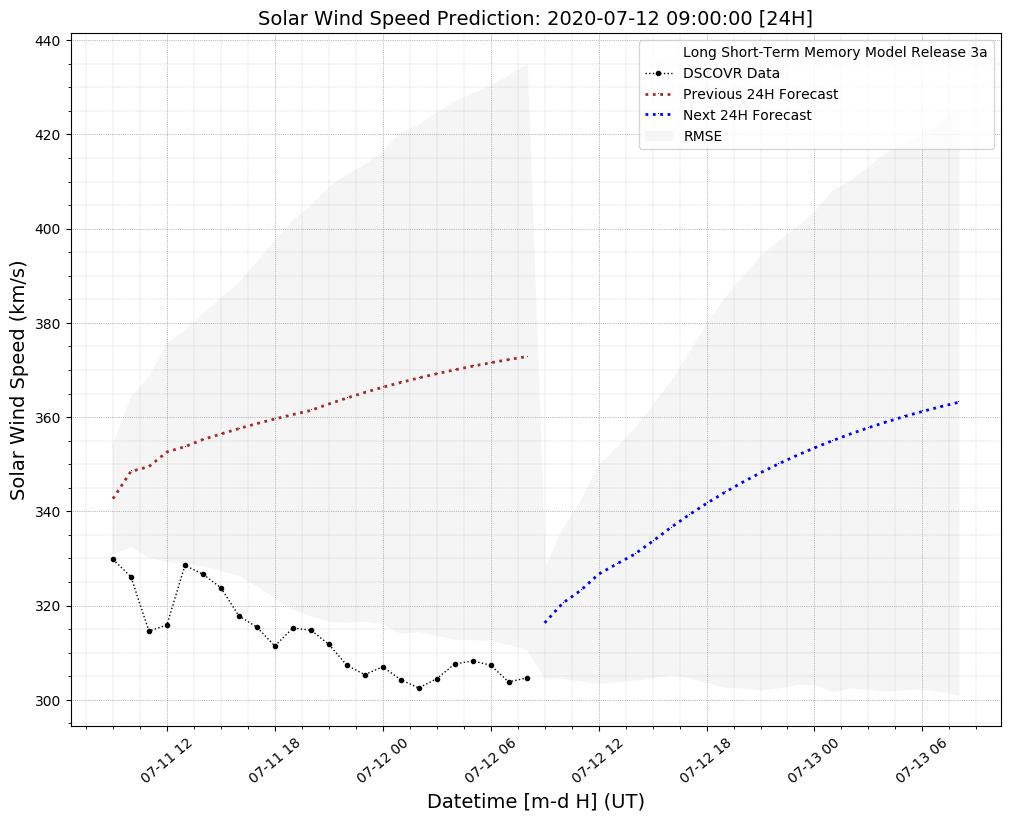 Solar Wind Speed Prediction: 2020-07-12 09:00:00 [24H]
Long Short-Term Memory Model Release 3a
DSCOVR Data
Previous 24H Forecast
Next 24H Forecast
RMSE
Solar Wind Speed (km/s)
440
420
400
380
360
340
320
300
07-11 12
07-11 18
07-12 00
07-12 06
07-12 12
07-12 18
07-13 00
07-13 06
Datetime [m-d H] (UT)